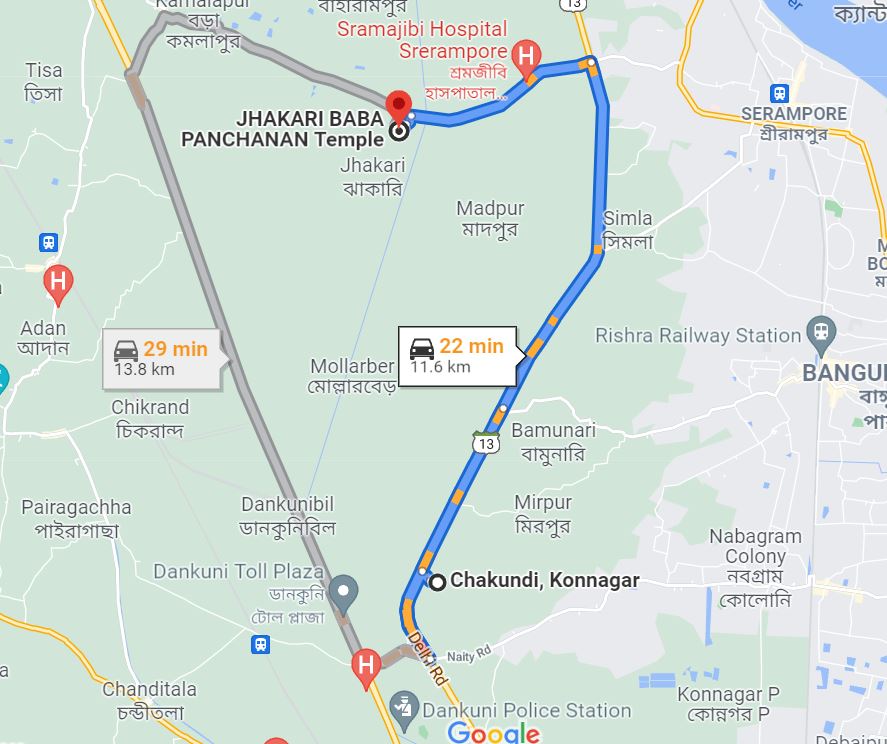 বড়া
কমলাপুর
13
Sramajibi Hospital
Srerampore
শ্রমজীবি
হাসপাতাল...
H
Tisa
তিসা
JHAKARI BABA
PANCHANAN Temple
SERAMPORE
শ্রীরামপুর
Jhakari
ঝাকারি
Madpur
মাদপুর
Simla
সিমলা
H
Adan
আদান
29 min
13.8 km
22 min
11.6 km
Rishra Railway Station
Mollarber
মোল্লারবেড়
Chikrand
চিকরান্দ
13
Bamunari
বামুনারি
Pairagachha
পাইরাগাছা
Dankunibil
ডানকুনিবিল
Mirpur
মিরপুর
Nabagram
Colony
নবগ্রাম
কোলোনি
Dankuni Toll Plaza
ডানকুনি
টোল প্লাজা
Chakundi, Konnagar
Delhi Rd
Naity Rd
H
Chanditala
চন্ডীতলা
Konnagar P
কোন্নগর P
Dankuni Police Station
Google